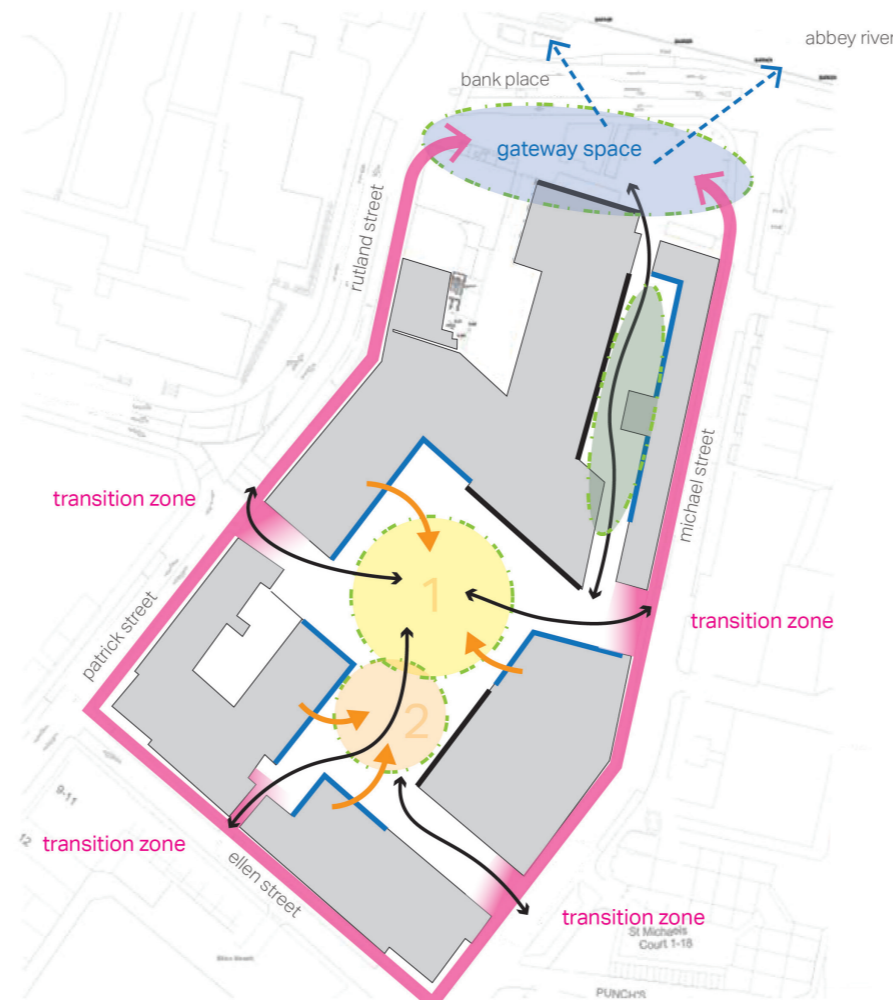 abbey river
bank place
gateway space
rutland street
michael street
transition zone
1
transition zone
patrick street
2
9-11
12
transition zone
ellen street
transition zone
St Michaels
Court 1-18
PUNCH'S